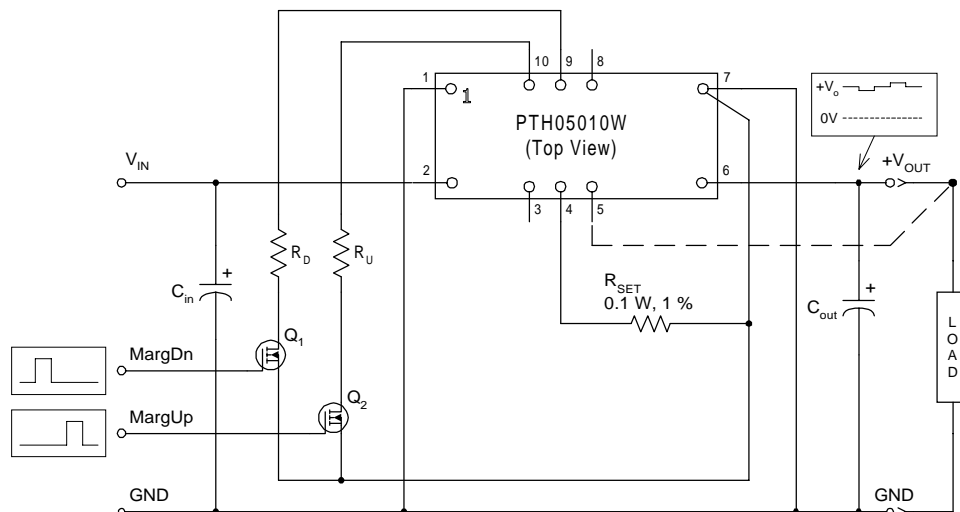 10
9
8
1
1
7
PTH05010W
(Top View)
+Vo
0V
VIN
2
6
+VOUT
3
4
5
RD
RU
RSET
0.1 W, 1 %
+
Cin
+
Cout
LOAD
Q1
MargDn
Q2
MargUp
GND
GND